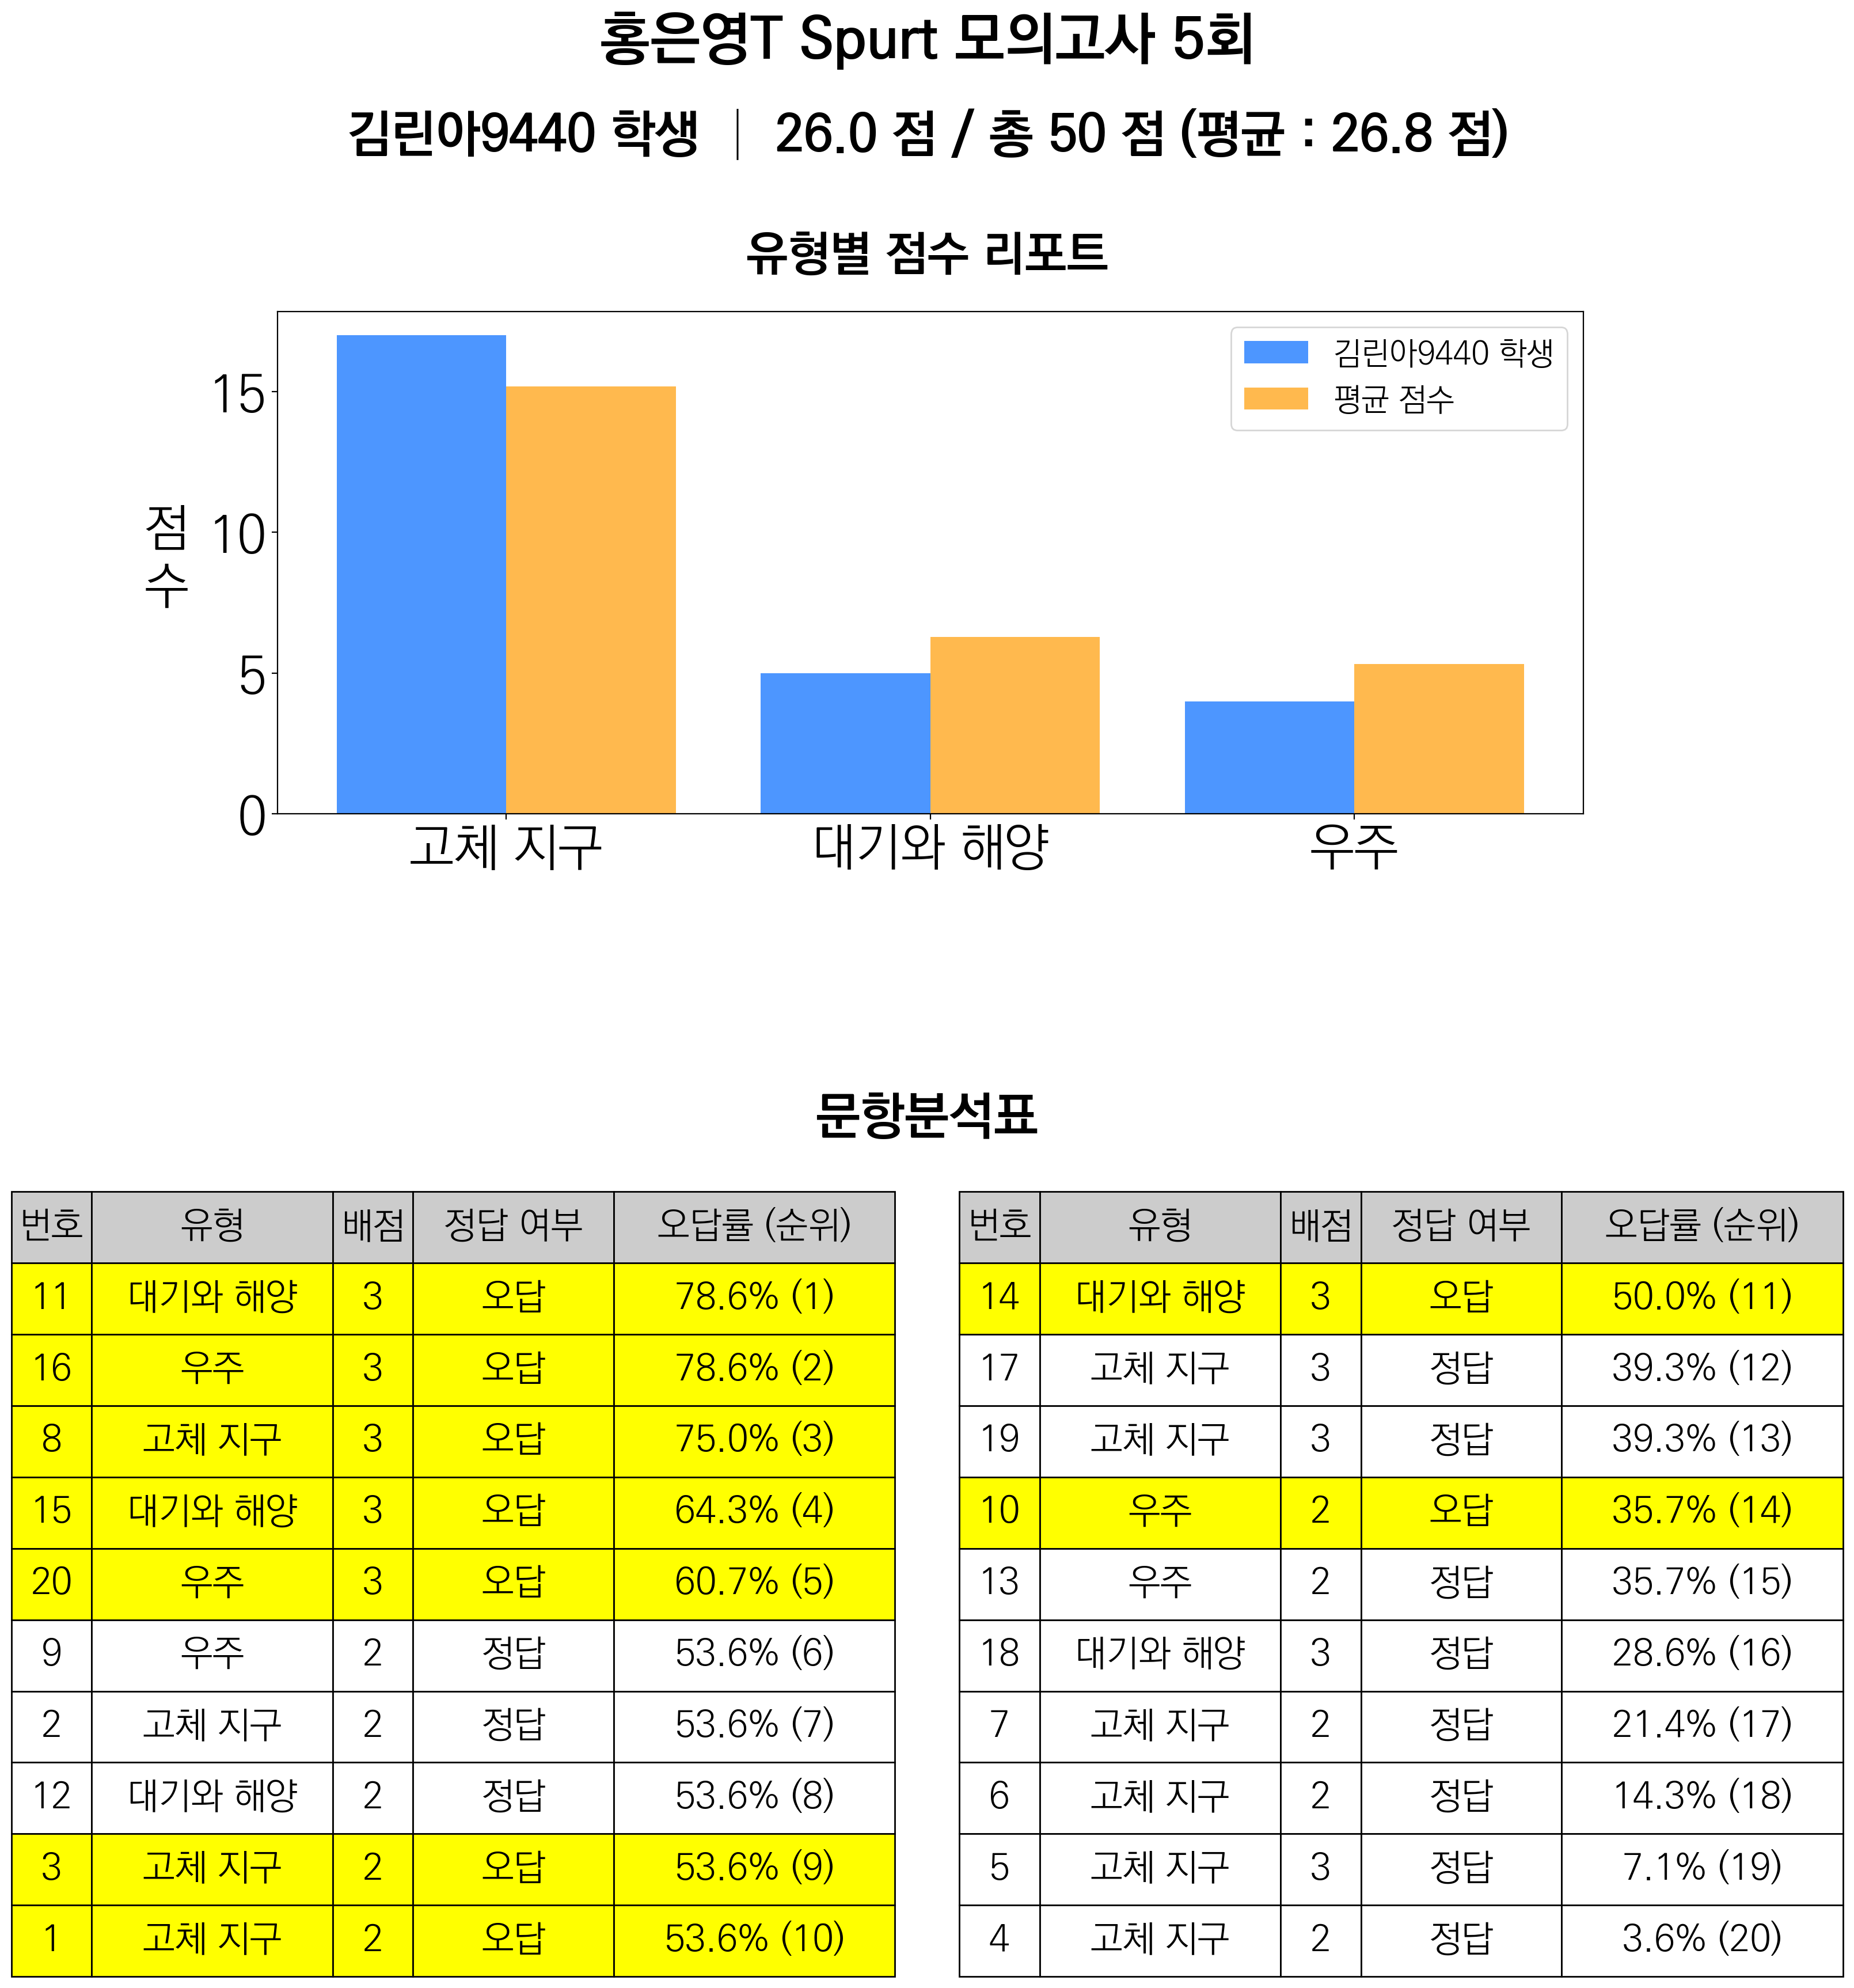 홍은영T Spurt 모의고사 5회
김린아9440 학생 | 26.0 점 / 총 50 점 (평균 : 26.8 점)
유형별 점수 리포트
김린아9440 학생
평균 점수
점수
15
10
5
0
고체 지구 대기와 해양 우주
문항분석표
번호 유형 배점 정답 여부 오답률 (순위)
11 대기와 해양 3 오답 78.6% (1)
16 우주 3 오답 78.6% (2)
8 고체 지구 3 오답 75.0% (3)
15 대기와 해양 3 오답 64.3% (4)
20 우주 3 오답 60.7% (5)
9 우주 2 정답 53.6% (6)
2 고체 지구 2 정답 53.6% (7)
12 대기와 해양 2 정답 53.6% (8)
3 고체 지구 2 오답 53.6% (9)
1 고체 지구 2 오답 53.6% (10)
번호 유형 배점 정답 여부 오답률 (순위)
14 대기와 해양 3 오답 50.0% (11)
17 고체 지구 3 정답 39.3% (12)
19 고체 지구 3 정답 39.3% (13)
10 우주 2 오답 35.7% (14)
13 우주 2 정답 35.7% (15)
18 대기와 해양 3 정답 28.6% (16)
7 고체 지구 2 정답 21.4% (17)
6 고체 지구 2 정답 14.3% (18)
5 고체 지구 3 정답 7.1% (19)
4 고체 지구 2 정답 3.6% (20)